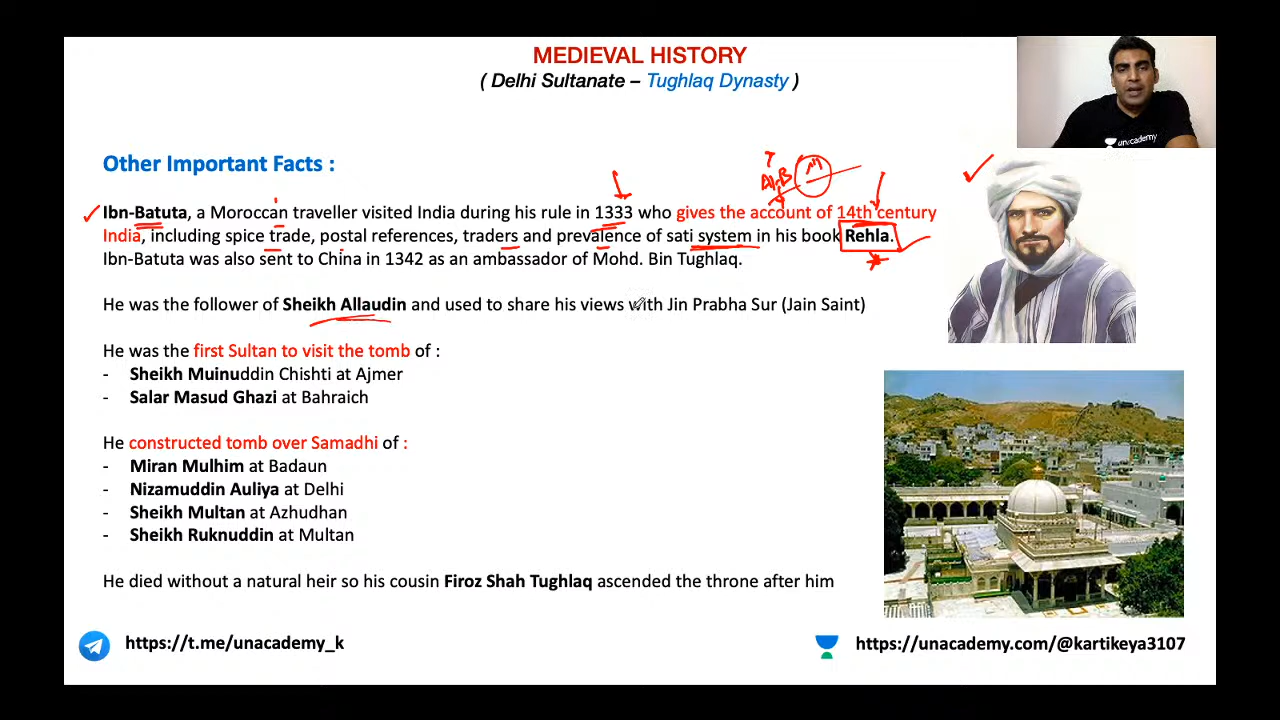 MEDIEVAL HISTORY
( Delhi Sultanate – Tughlaq Dynasty )
unacademy
Other Important Facts :
Ibn-Batuta, a Moroccan traveller visited India during his rule in 1333 who gives the account of 14th century
India, including spice trade, postal references, traders and prevalence of sati system in his book Rehla.
Ibn-Batuta was also sent to China in 1342 as an ambassador of Mohd. Bin Tughlaq.
He was the follower of Sheikh Allaudin and used to share his views with Jin Prabha Sur (Jain Saint)
He was the first Sultan to visit the tomb of :
- Sheikh Muinuddin Chishti at Ajmer
- Salar Masud Ghazi at Bahraich
He constructed tomb over Samadhi of :
- Miran Mulhim at Badaun
- Nizamuddin Auliya at Delhi
- Sheikh Multan at Azhudhan
- Sheikh Ruknuddin at Multan
He died without a natural heir so his cousin Firoz Shah Tughlaq ascended the throne after him
https://t.me/unacademy_k
https://unacademy.com/@kartikeya3107